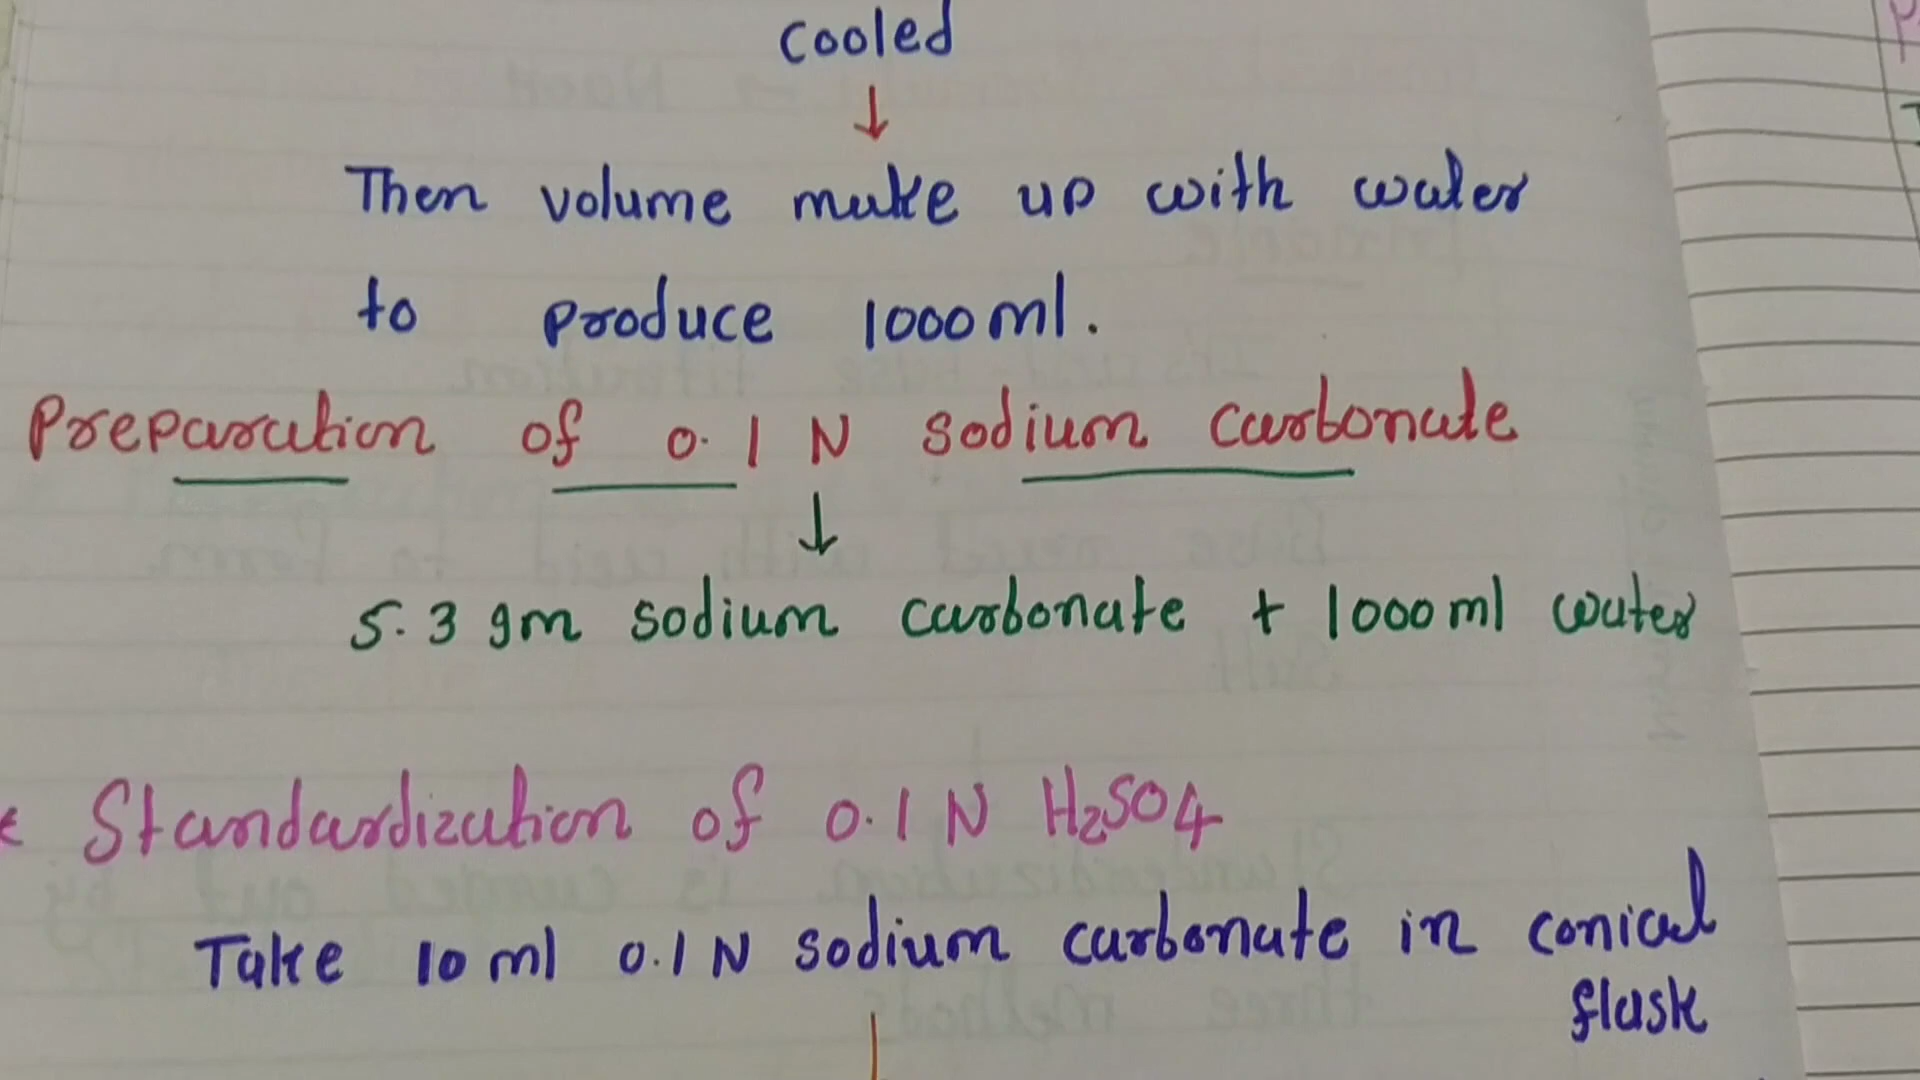 cooled
↓
Then volume make up with water
to produce 1000 ml.
Preparation of 0.1 N sodium carbonate
↓
5.3 gm sodium carbonate + 1000 ml water
Standardization of 0.1 N H2SO4
Take 10 ml 0.1 N sodium carbonate in conical
flask